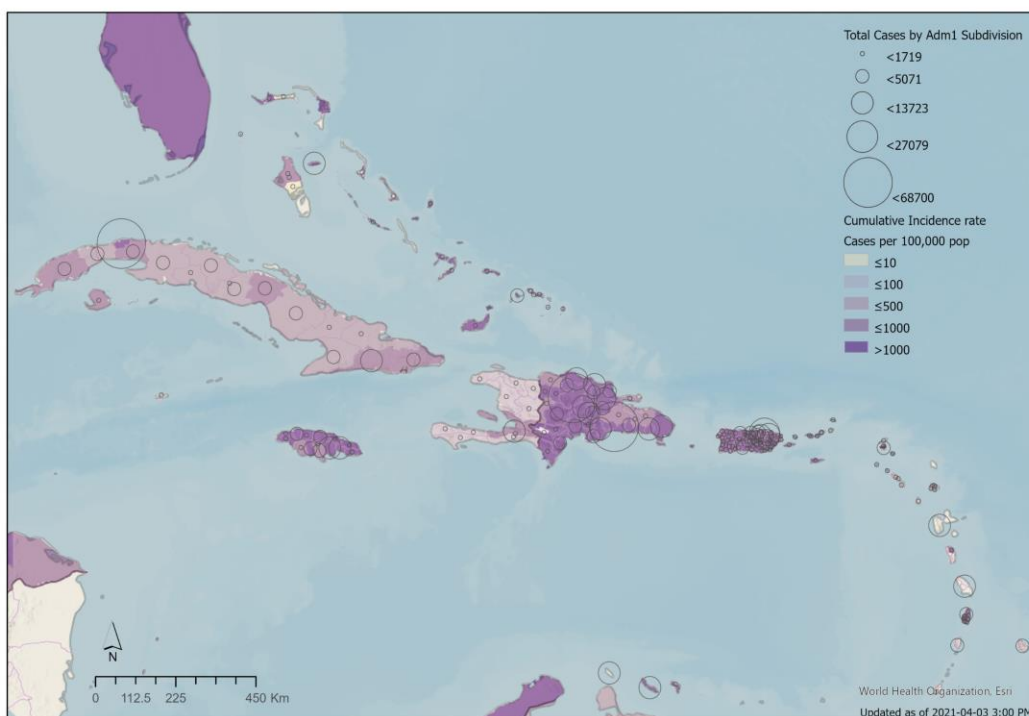 Total Cases by Adm1 Subdivision
<1719
<5071
<13723
<27079
<68700
Cumulative Incidence rate
Cases per 100,000 pop
≤10
≤100
≤500
≤1000
>1000
N
0 112.5 225 450 Km
World Health Organization, Esri
Updated as of 2021-04-03 3:00 PM